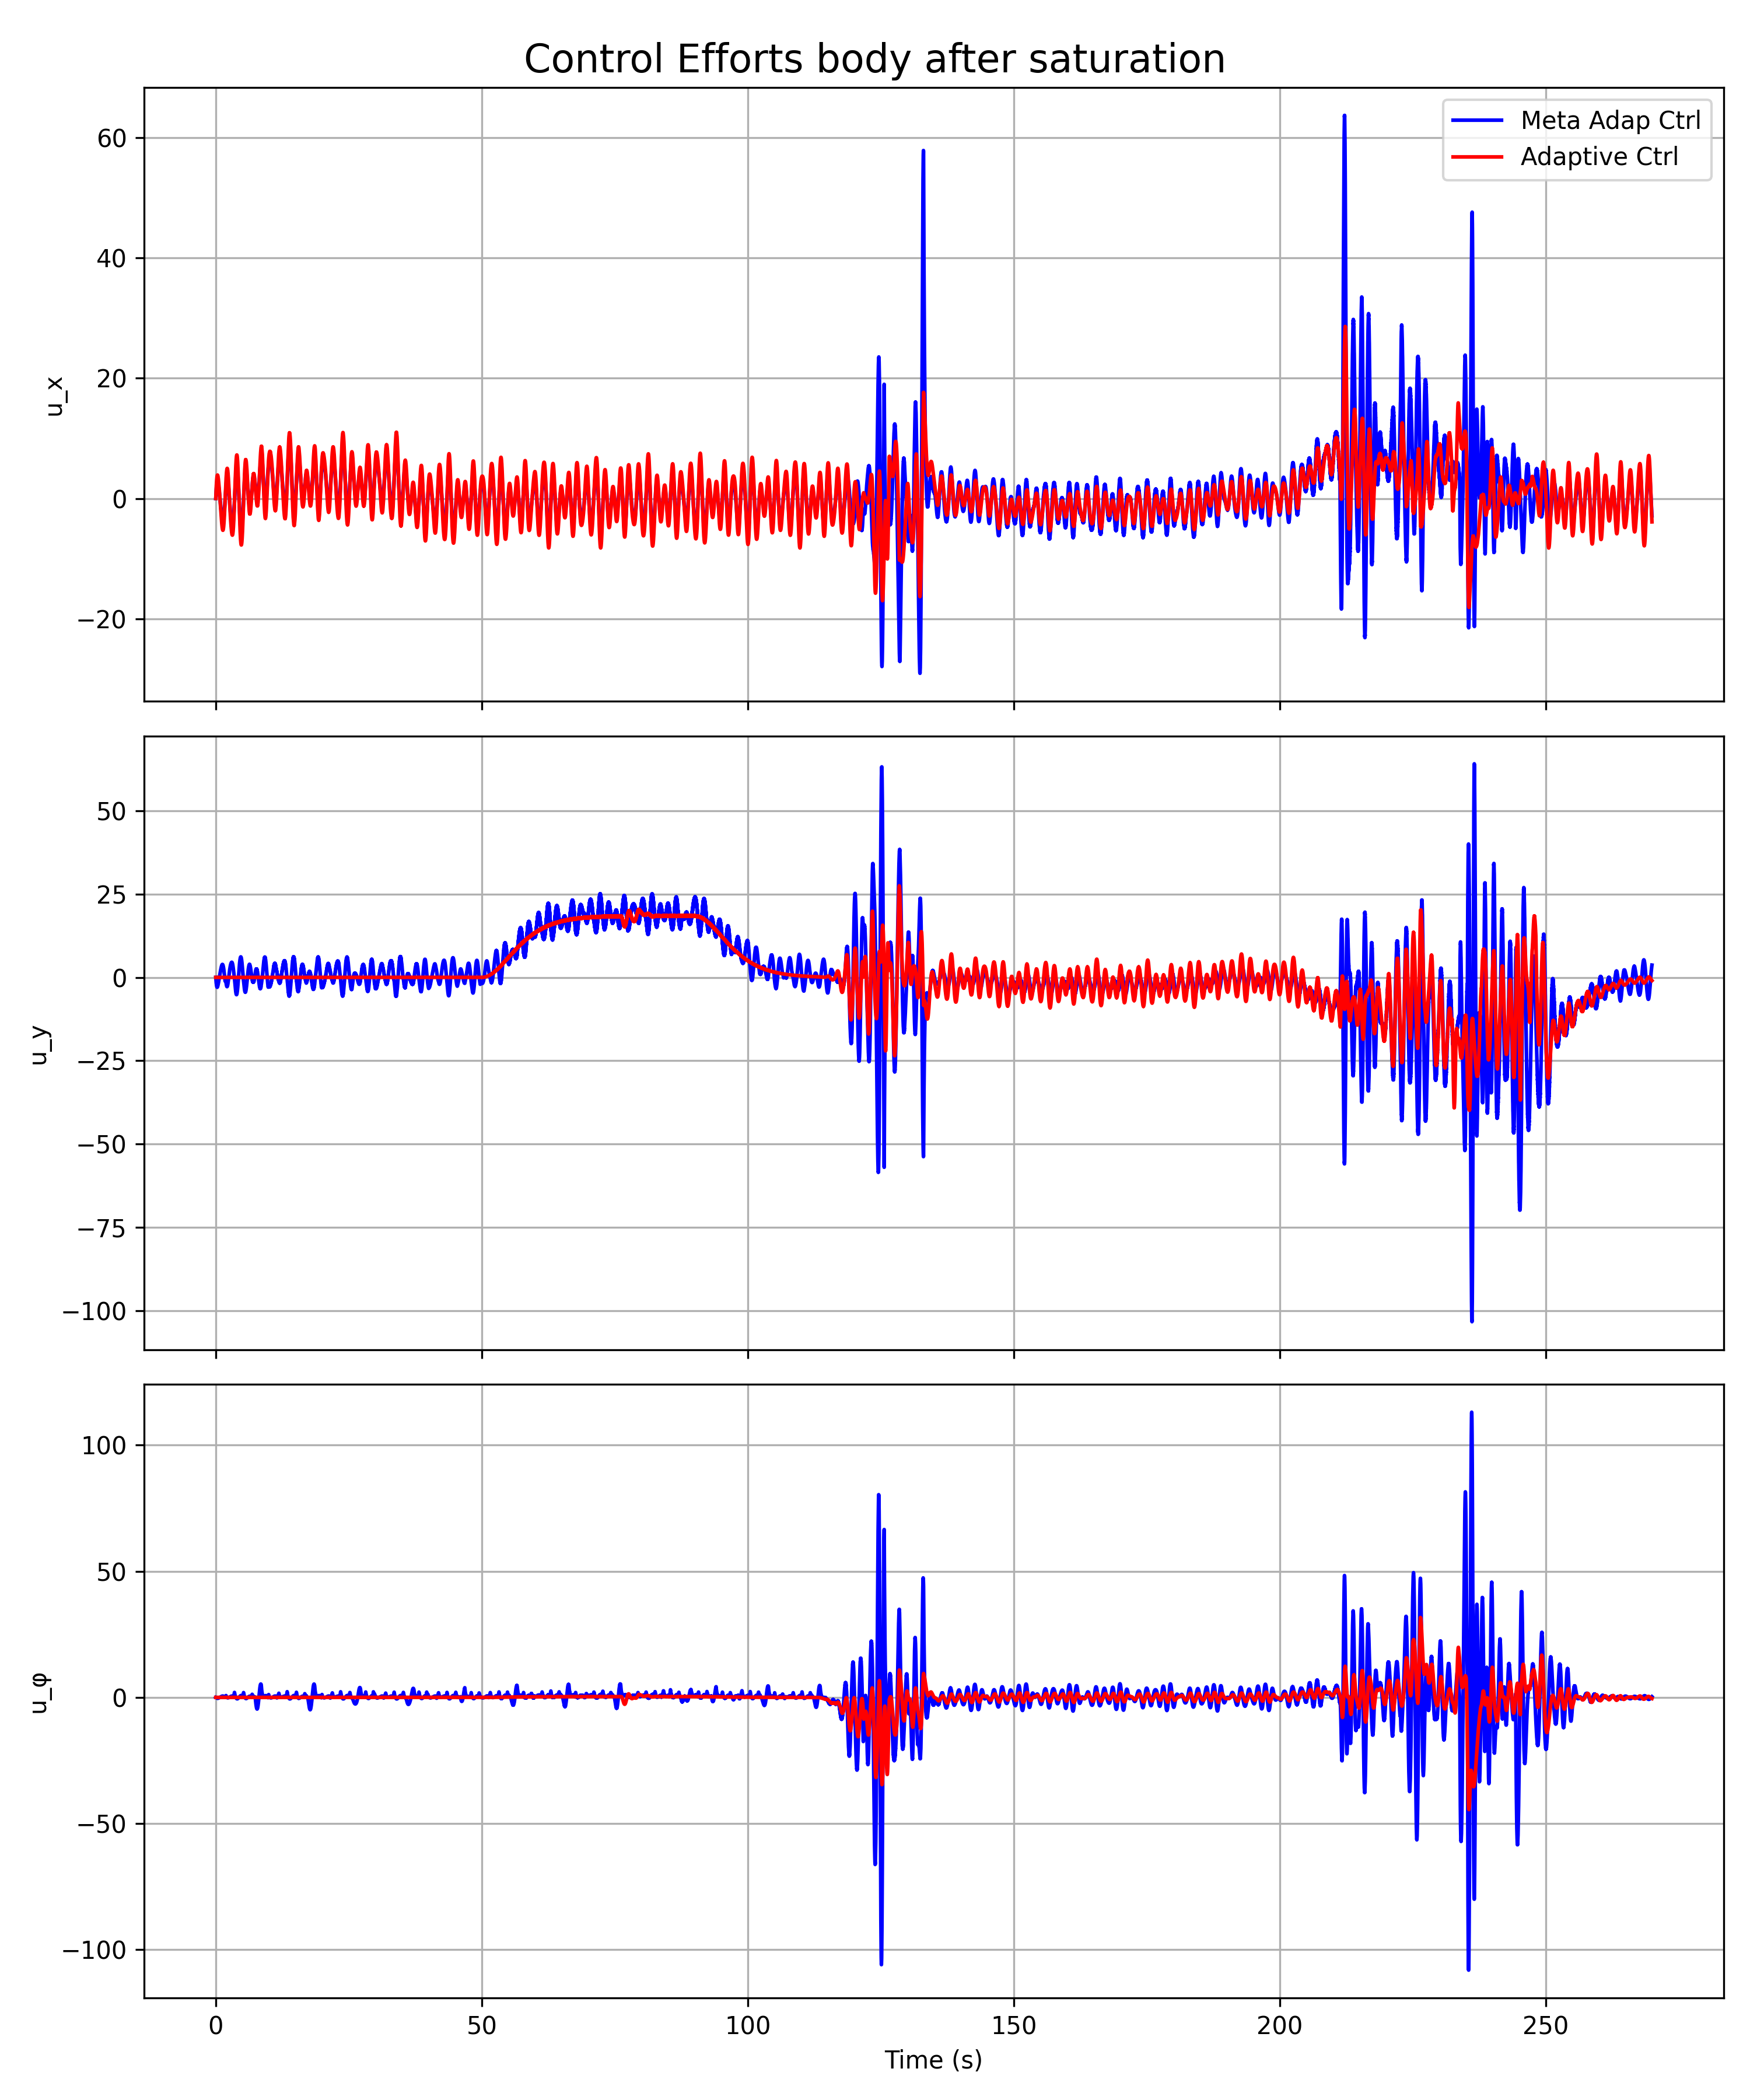 Control Efforts body after saturation
Meta Adap Ctrl
Adaptive Ctrl
60
40
20
0
−20
u_x
50
25
0
−25
−50
−75
−100
u_y
100
50
0
−50
−100
u_φ
0 50 100 150 200 250
Time (s)